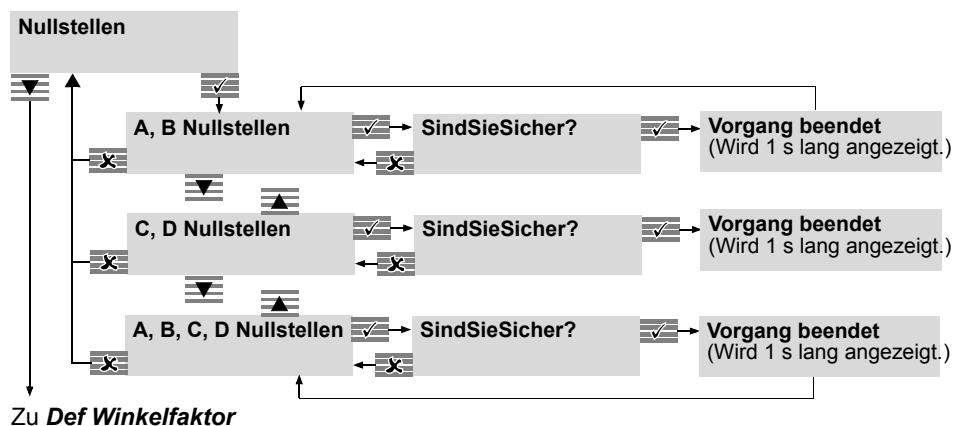 Nullstellen
A, B Nullstellen
SindSieSicher?
Vorgang beendet
(Wird 1 s lang angezeigt.)
C, D Nullstellen
SindSieSicher?
Vorgang beendet
(Wird 1 s lang angezeigt.)
A, B, C, D Nullstellen
SindSieSicher?
Vorgang beendet
(Wird 1 s lang angezeigt.)
Zu Def Winkelfaktor